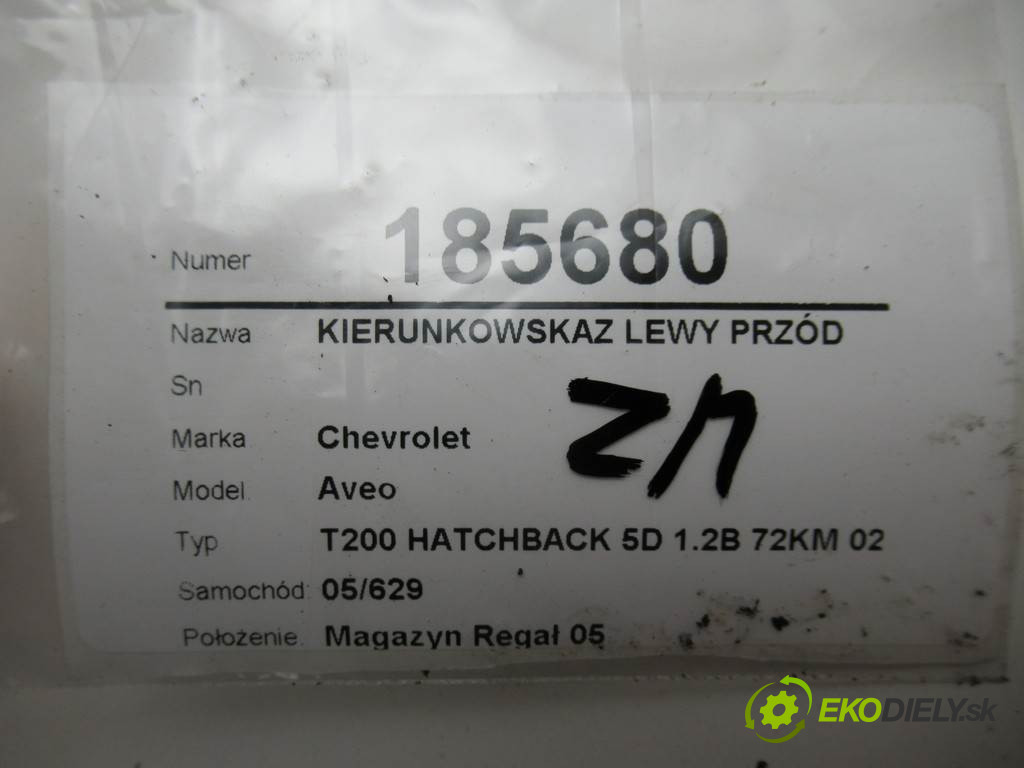 Numer 185680
Nazwa KIERUNKOWSKAZ LEWY PRZÓD
Sn
Marka Chevrolet
Model Aveo
Typ T200 HATCHBACK 5D 1.2B 72KM 02
Samochód 05/629
Położenie Magazyn Regał 05
EKODIELY.sk